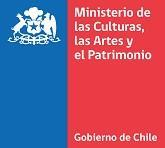 Ministerio de
las Culturas,
las Artes y
el Patrimonio
Gobierno de Chile